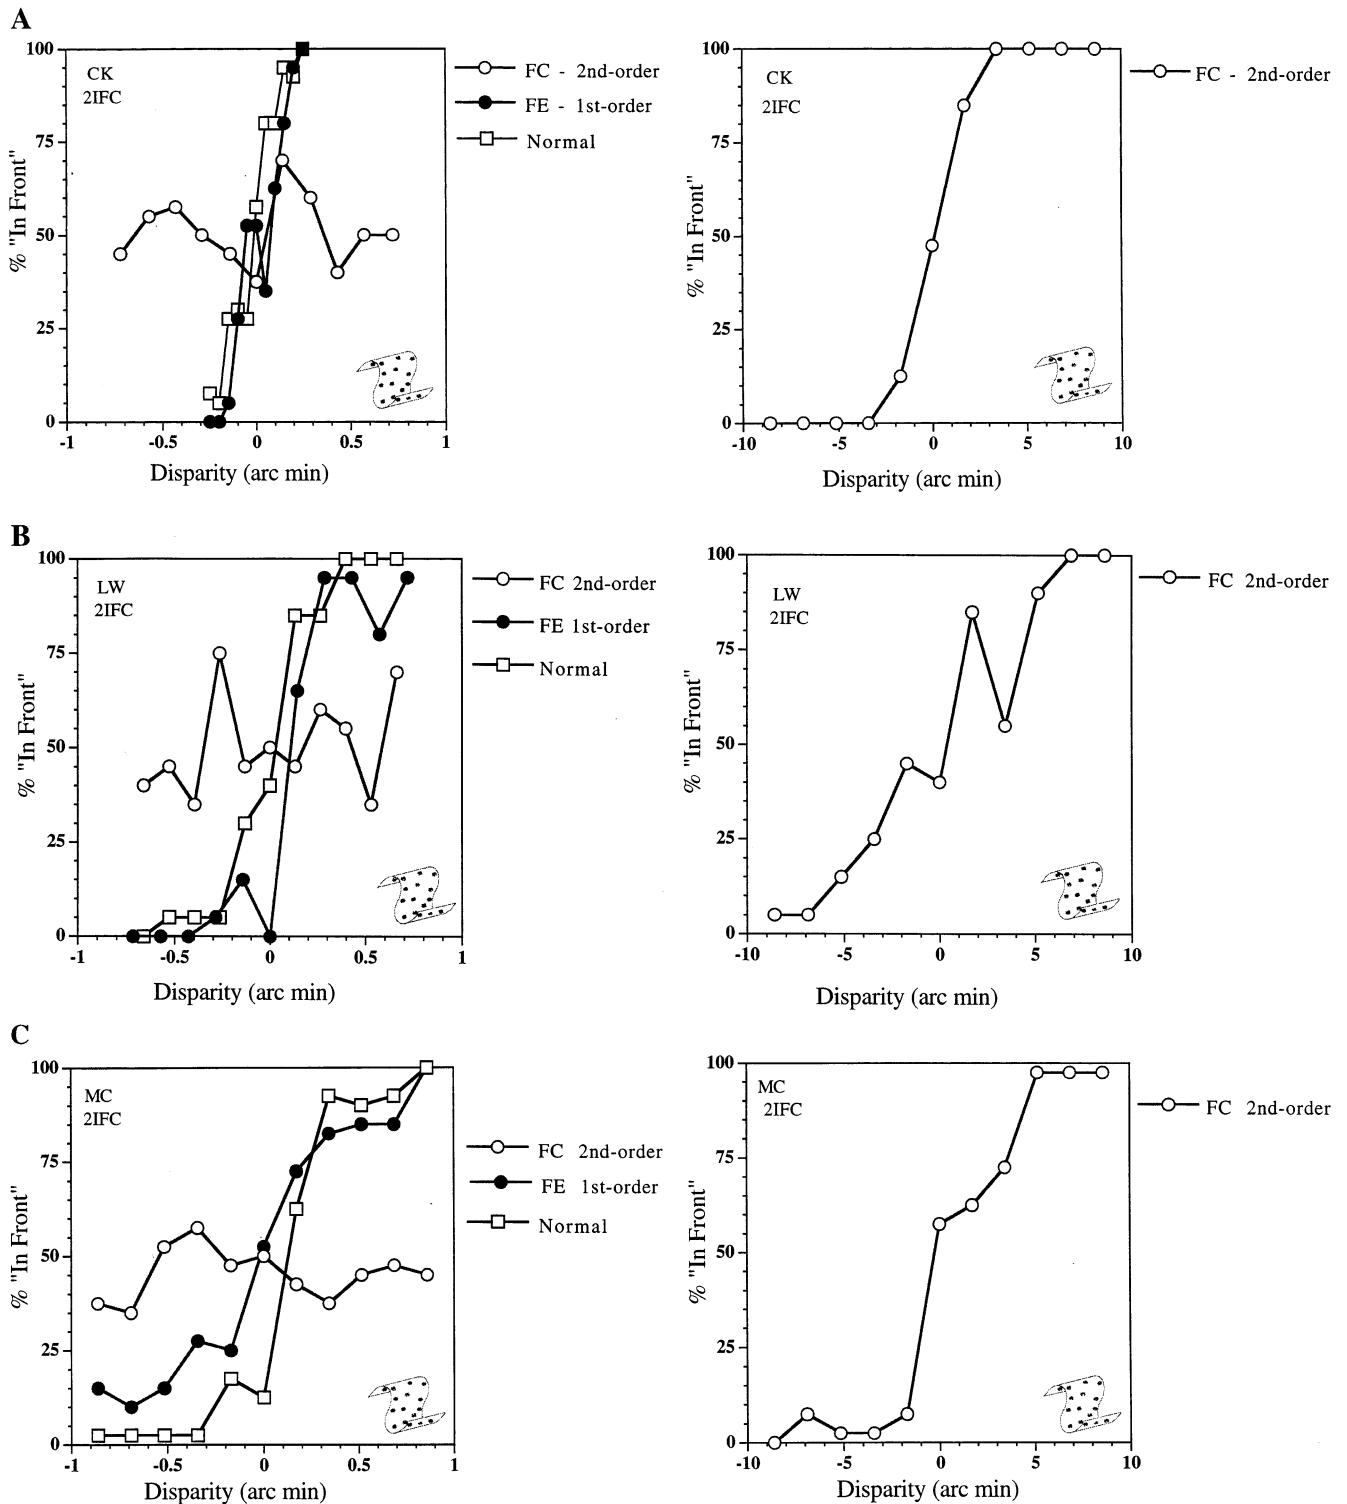 A
CK
2IFC
FC - 2nd-order
FE - 1st-order
Normal
% "In Front"
100
75
50
25
0
-1 -0.5 0 0.5 1
Disparity (arc min)
CK
2IFC
FC - 2nd-order
% "In Front"
100
75
50
25
0
-10 -5 0 5 10
Disparity (arc min)
B
LW
2IFC
FC 2nd-order
FE 1st-order
Normal
% "In Front"
100
75
50
25
0
-1 -0.5 0 0.5 1
Disparity (arc min)
LW
2IFC
FC 2nd-order
% "In Front"
100
75
50
25
0
-10 -5 0 5 10
Disparity (arc min)
C
MC
2IFC
FC 2nd-order
FE 1st-order
Normal
% "In Front"
100
75
50
25
0
-1 -0.5 0 0.5 1
Disparity (arc min)
MC
2IFC
FC 2nd-order
% "In Front"
100
75
50
25
0
-10 -5 0 5 10
Disparity (arc min)